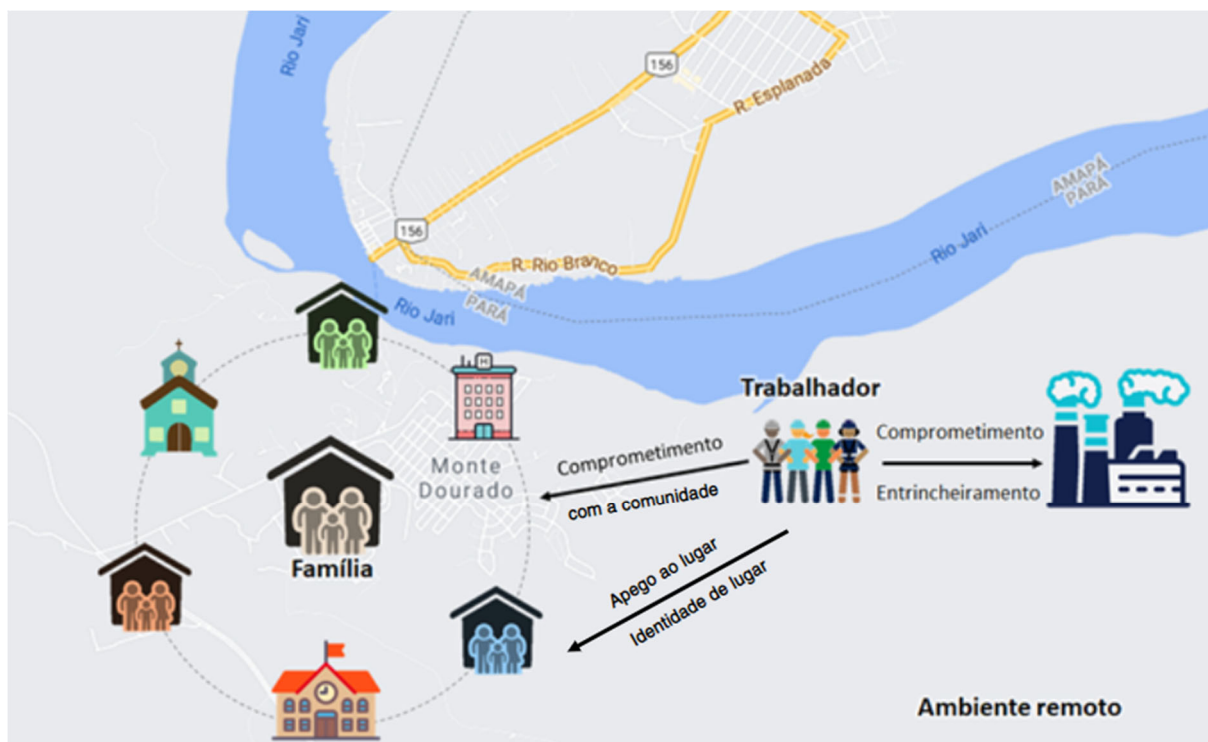 Rio Jari
156
R. Esplanada
AMAPÁ
PARÁ
Rio Jari
156
R. Rio Branco
AMAPÁ
PARÁ
Rio Jari
H
Trabalhador
Comprometimento
Entrincheiramento
Monte
Dourado
Comprometimento
com a comunidade
Família
Apego ao lugar
Identidade de lugar
Ambiente remoto